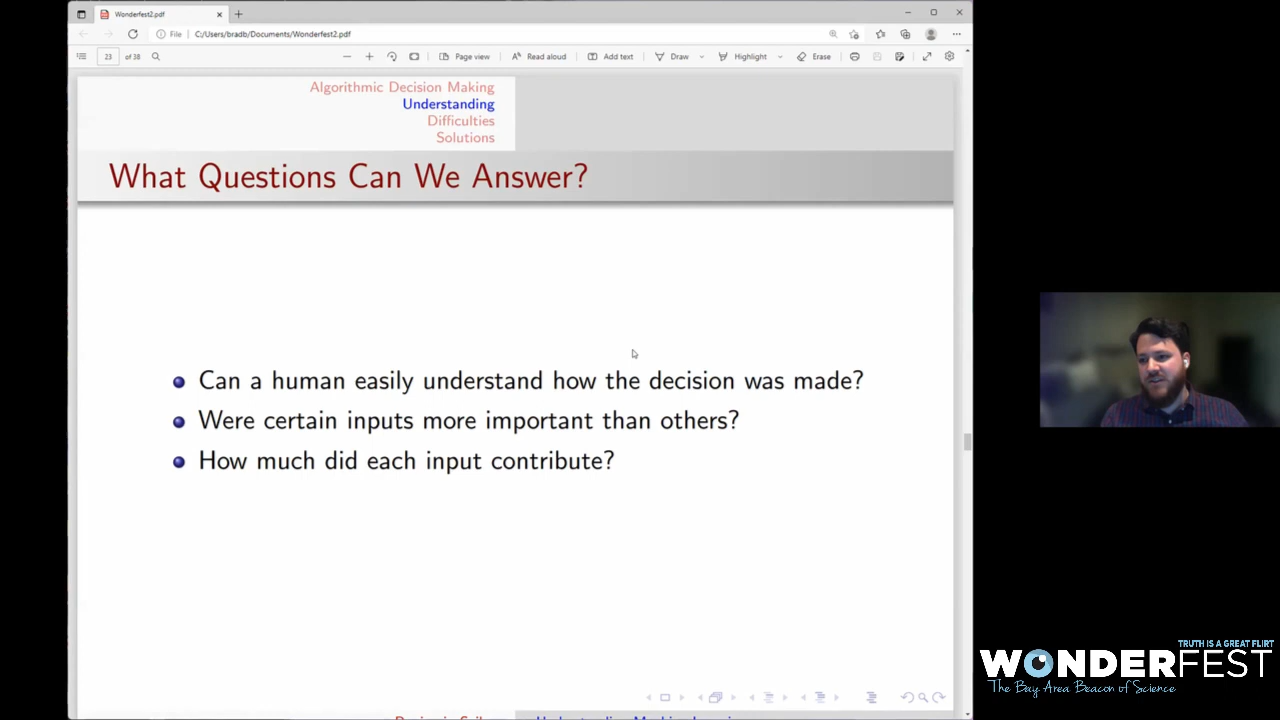 Wonderfest2.pdf
File C:/Users/bradb/Documents/Wonderfest2.pdf
23 of 38 Page view Read aloud Add text Draw Highlight Erase
Algorithmic Decision Making
Understanding
Difficulties
Solutions
What Questions Can We Answer?
Can a human easily understand how the decision was made?
Were certain inputs more important than others?
How much did each input contribute?
TRUTH IS A GREAT FLIRT
WONDERFEST
The Bay Area Beacon of Science